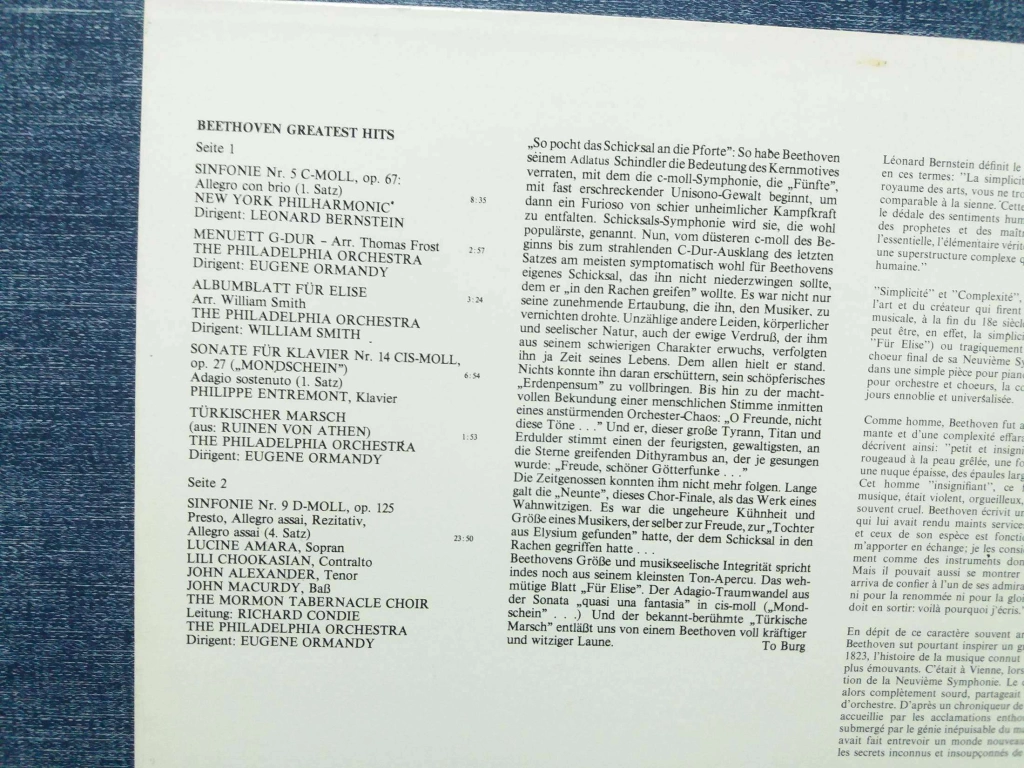 BEETHOVEN GREATEST HITS
Seite 1
SINFONIE Nr. 5 C-MOLL, op. 67:
Allegro con brio (1. Satz)
NEW YORK PHILHARMONIC* 8:35
Dirigent: LEONARD BERNSTEIN
MENUETT G-DUR – Arr. Thomas Frost
THE PHILADELPHIA ORCHESTRA 2:57
Dirigent: EUGENE ORMANDY
ALBUMBLATT FÜR ELISE
Arr. William Smith 3:24
THE PHILADELPHIA ORCHESTRA
Dirigent: WILLIAM SMITH
SONATE FÜR KLAVIER Nr. 14 CIS-MOLL,
op. 27 („MONDSCHEIN”)
Adagio sostenuto (1. Satz) 6:54
PHILIPPE ENTREMONT, Klavier
TÜRKISCHER MARSCH
(aus: RUINEN VON ATHEN)
THE PHILADELPHIA ORCHESTRA 1:53
Dirigent: EUGENE ORMANDY
Seite 2
SINFONIE Nr. 9 D-MOLL, op. 125
Presto, Allegro assai, Rezitativ,
Allegro assai (4. Satz) 23:50
LUCINE AMARA, Sopran
LILI CHOOKASIAN, Contralto
JOHN ALEXANDER, Tenor
JOHN MACURDY, Baß
THE MORMON TABERNACLE CHOIR
Leitung: RICHARD CONDIE
THE PHILADELPHIA ORCHESTRA
Dirigent: EUGENE ORMANDY
„So pocht das Schicksal an die Pforte”: So habe Beethoven
seinem Adlatus Schindler die Bedeutung des Kernmotives
verraten, mit dem die c-moll-Symphonie, die „Fünfte”,
mit fast erschreckender Unisono-Gewalt beginnt, um
dann ein Furioso von schier unheimlicher Kampfkraft
zu entfalten. Schicksals-Symphonie wird sie, die wohl
populärste, genannt. Nun, vom düsteren c-moll des Be-
ginns bis zum strahlenden C-Dur-Ausklang des letzten
Satzes am meisten symptomatisch wohl für Beethovens
eigenes Schicksal, das ihn nicht niederzwingen sollte,
dem er „in den Rachen greifen” wollte. Es war nicht nur
seine zunehmende Ertaubung, die ihn, den Musiker, zu
vernichten drohte. Unzählige andere Leiden, körperlicher
und seelischer Natur, auch der ewige Verdruß, der ihm
aus seinem schwierigen Charakter erwuchs, verfolgten
ihn ja Zeit seines Lebens. Dem allen hielt er stand.
Nichts konnte ihn daran erschüttern, sein schöpferisches
„Erdenpensum” zu vollbringen. Bis hin zu der macht-
vollen Bekundung einer menschlichen Stimme inmitten
eines anstürmenden Orchester-Chaos: „O Freunde, nicht
diese Töne . . .” Und er, dieser große Tyrann, Titan und
Erdulder stimmt einen der feurigsten, gewaltigsten, an
die Sterne greifenden Dithyrambus an, der je gesungen
wurde: „Freude, schöner Götterfunke . . .”
Die Zeitgenossen konnten ihm nicht mehr folgen. Lange
galt die „Neunte”, dieses Chor-Finale, als das Werk eines
Wahnwitzigen. Es war die ungeheure Kühnheit und
Größe eines Musikers, der selber zur Freude, zur „Tochter
aus Elysium gefunden” hatte, der dem Schicksal in den
Rachen gegriffen hatte . . .
Beethovens Größe und musikseelische Integrität spricht
indes noch aus seinem kleinsten Ton-Apercu. Das weh-
mütige Blatt „Für Elise”. Der Adagio-Traumwandel aus
der Sonata „quasi una fantasia” in cis-moll („Mond-
schein” . . .) Und der bekannt-berühmte „Türkische
Marsch” entläßt uns von einem Beethoven voll kräftiger
und witziger Laune. To Burg
Léonard Bernstein définit le
en ces termes: "La simplicit
royaume des arts, vous ne tro
comparable à la sienne. Cette
le dédale des sentiments hum
des prophetes et des maîtr
l'essentielle, l'élémentaire vérit
une superstructure complexe q
humaine."
"Simplicité" et "Complexité",
l'art et du créateur qui firent
musicale, à la fin du 18e siècl
peut être, en effet, la simplici
"Für Elise") ou tragiquement
choeur final de sa Neuvième Sy
dans une simple pièce pour pian
pour orchestre et choeurs, la co
jours ennoblie et universalisée.
Comme homme, Beethoven fut a
mante et d'une complexité effara
décrivent ainsi: "petit et insigni
rougeaud à la peau grêlée, une fo
une nuque épaisse, des épaules larg
Cet homme "insignifiant", ce
musique, était violent, orgueilleux,
souvent cruel. Beethoven écrivit un
qui lui avait rendu maints services
et ceux de son espèce est fonctio
m'apporter en échange; je les consi
ment comme des instruments don
Mais il pouvait aussi se montrer
arriva de confier à l'un de ses admira
ni pour la renommée ni pour la gloi
doit en sortir: voilà pourquoi j'écris."
En dépit de ce caractère souvent ar
Beethoven sut pourtant inspirer un gr
1823, l'histoire de la musique connut
plus émouvants. C'était à Vienne, lors
tion de la Neuvième Symphonie. Le
alors complètement sourd, partageait
d'orchestre. D'après un chroniqueur de
accueillie par les acclamations enthou
submergé par le génie inépuisable du ma
avait fait entrevoir un monde nouveau
les secrets inconnus et insoupçonnés de